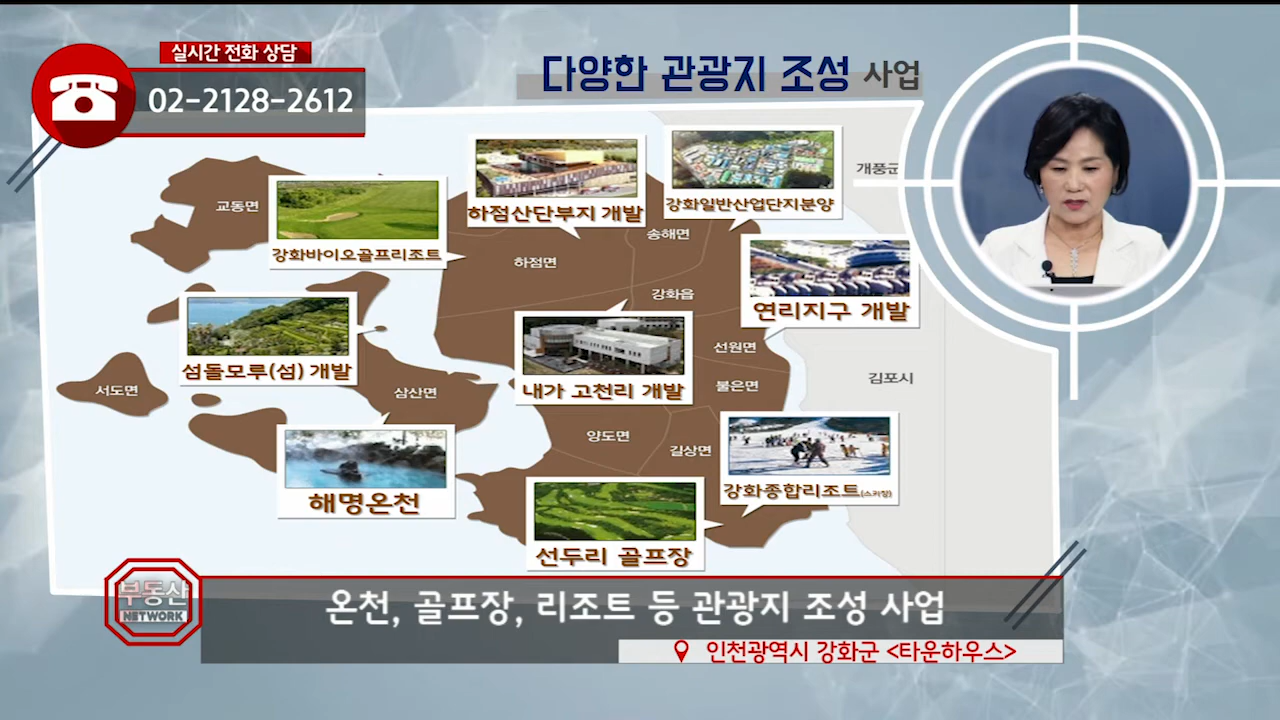 실시간 전화 상담
02-2128-2612
다양한 관광지 조성 사업
개풍군
교동면
하점산단부지 개발
강화일반산업단지분양
강화바이오골프리조트
송해면
하점면
강화읍
연리지구 개발
섬돌모루(섬) 개발
선원면
김포시
내가 고천리 개발
불은면
서도면
삼산면
양도면
길상면
해명온천
강화종합리조트(스키장)
선두리 골프장
부동산
NETWORK
온천, 골프장, 리조트 등 관광지 조성 사업
인천광역시 강화군 <타운하우스>